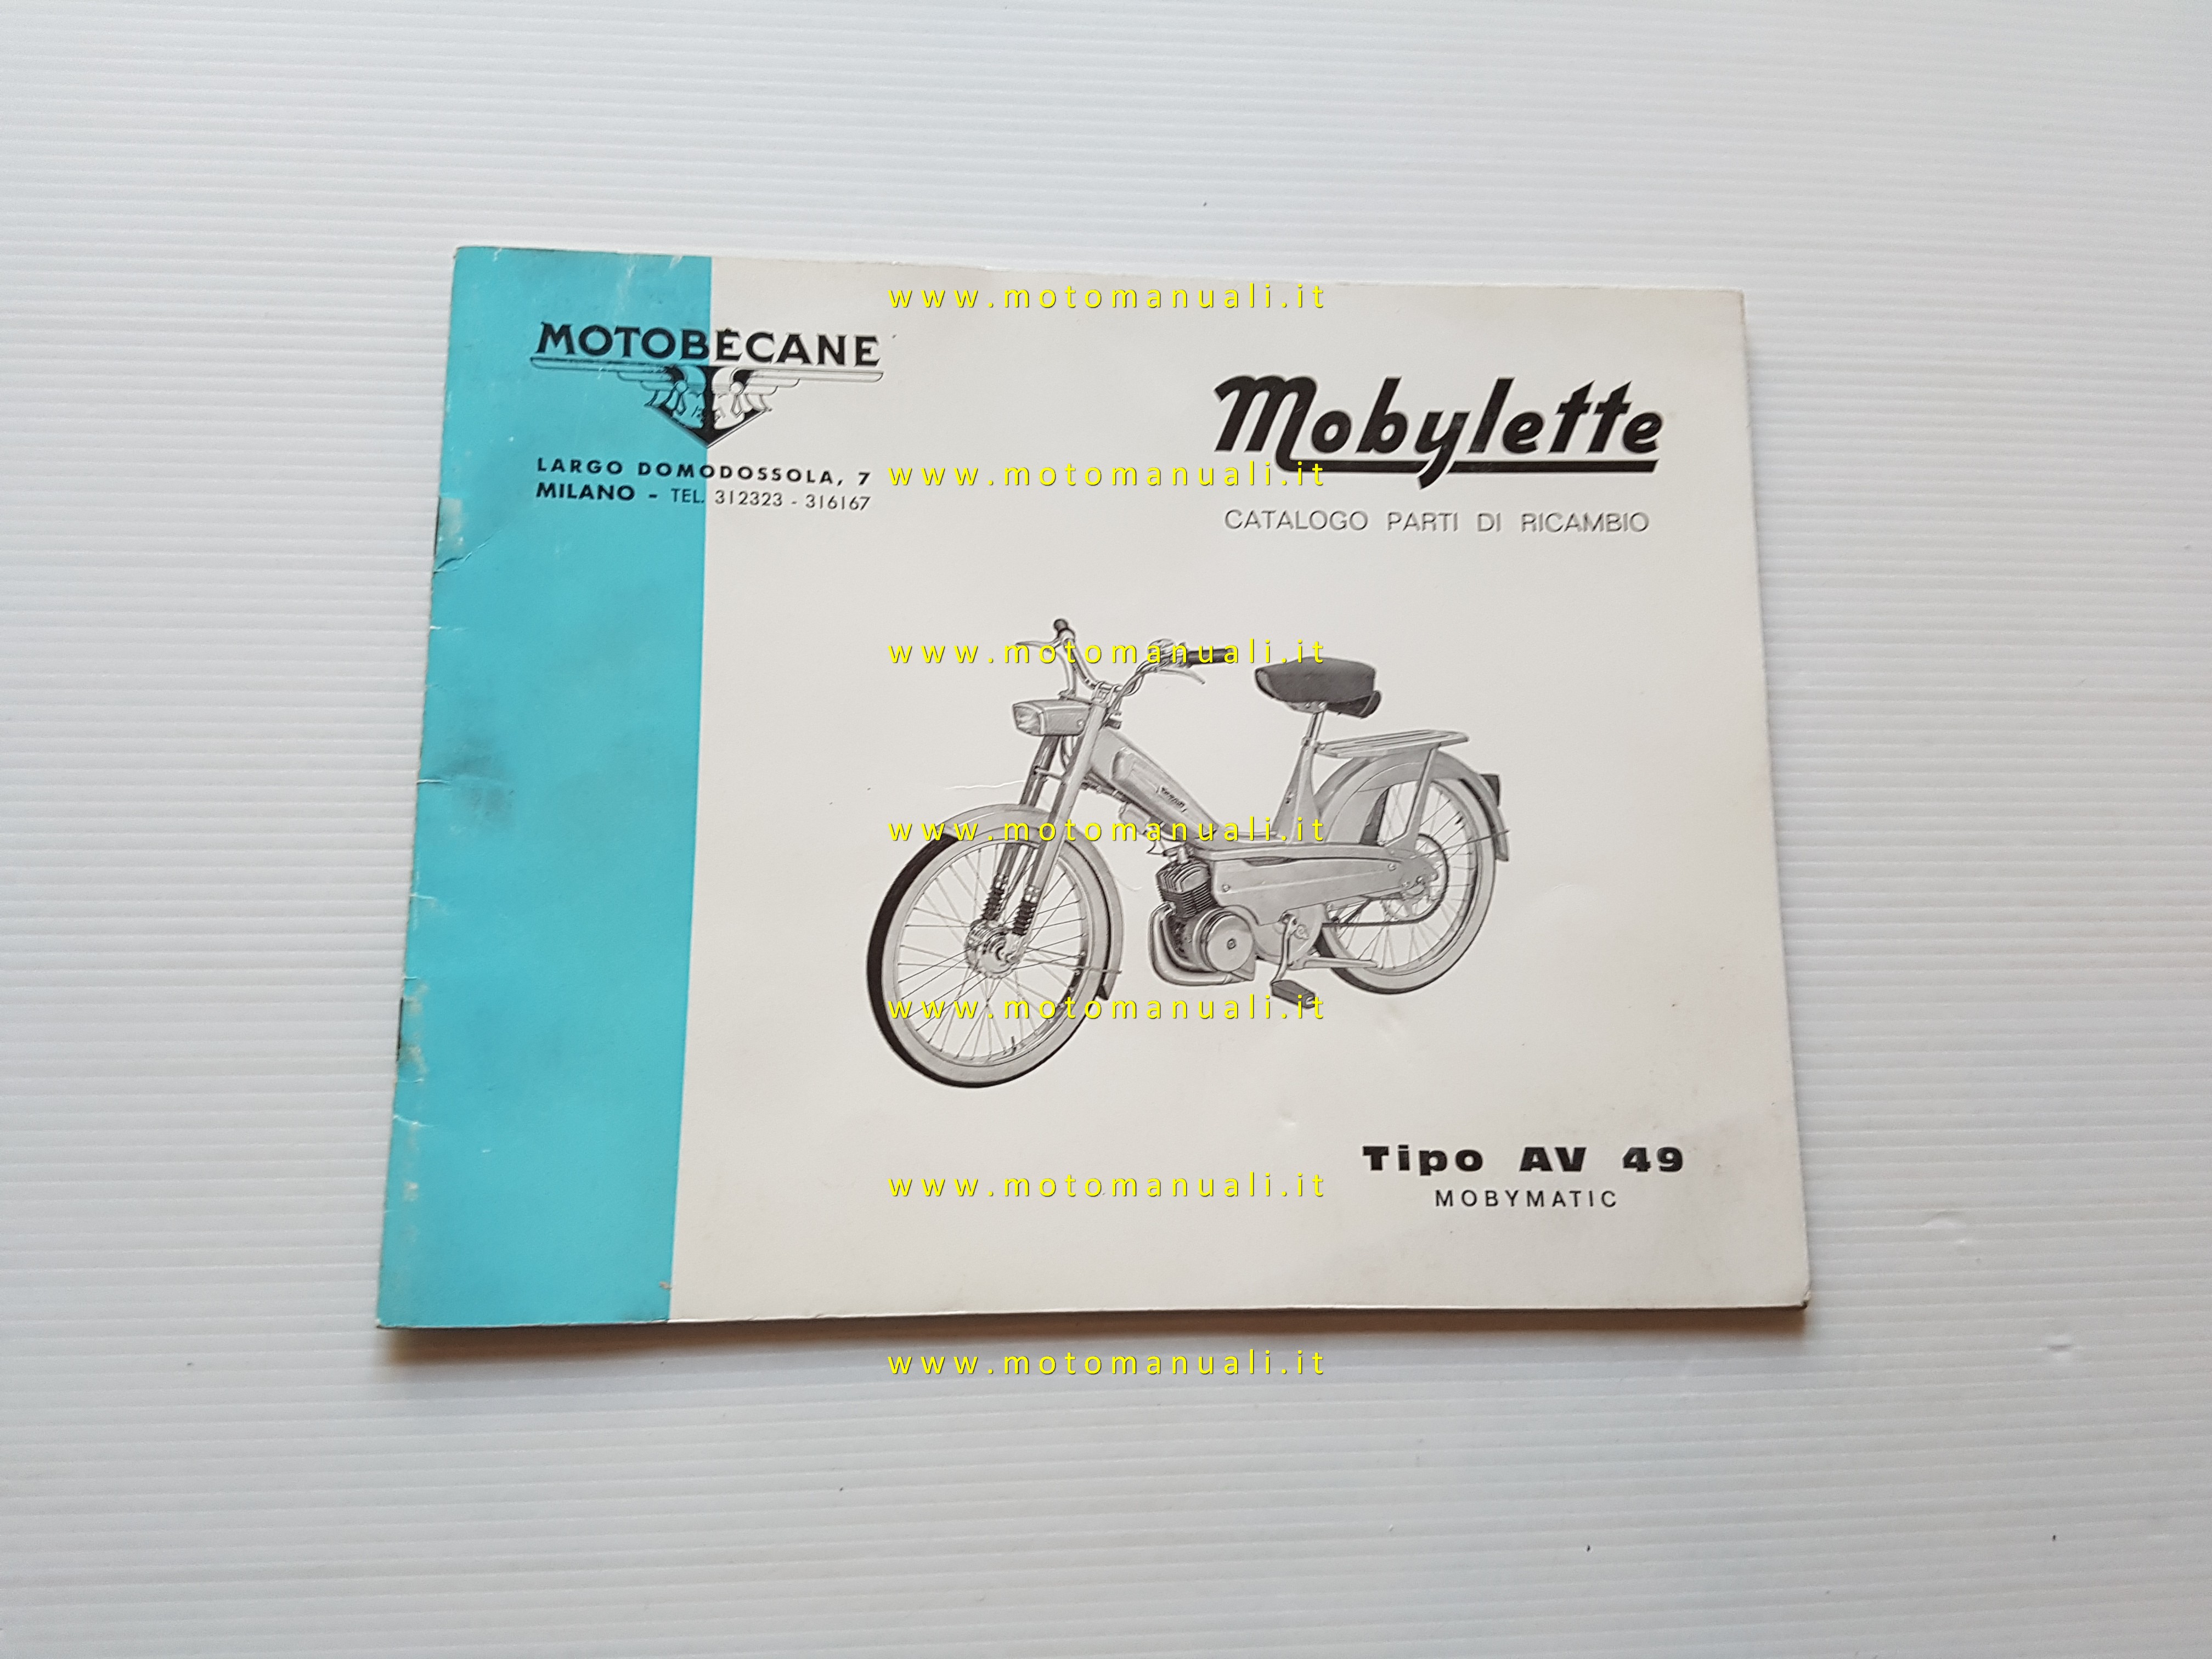 www.motomanuali.it
MOTOBÉCANE
Mobylette
LARGO DOMODOSSOLA, 7
www.motomanuali.it
MILANO - TEL. 312323 - 316167
CATALOGO PARTI DI RICAMBIO
www.motomanuali.it
www.motomanuali.it
www.motomanuali.it
Tipo AV 49
www.motomanuali.it
MOBYMATIC
www.motomanuali.it